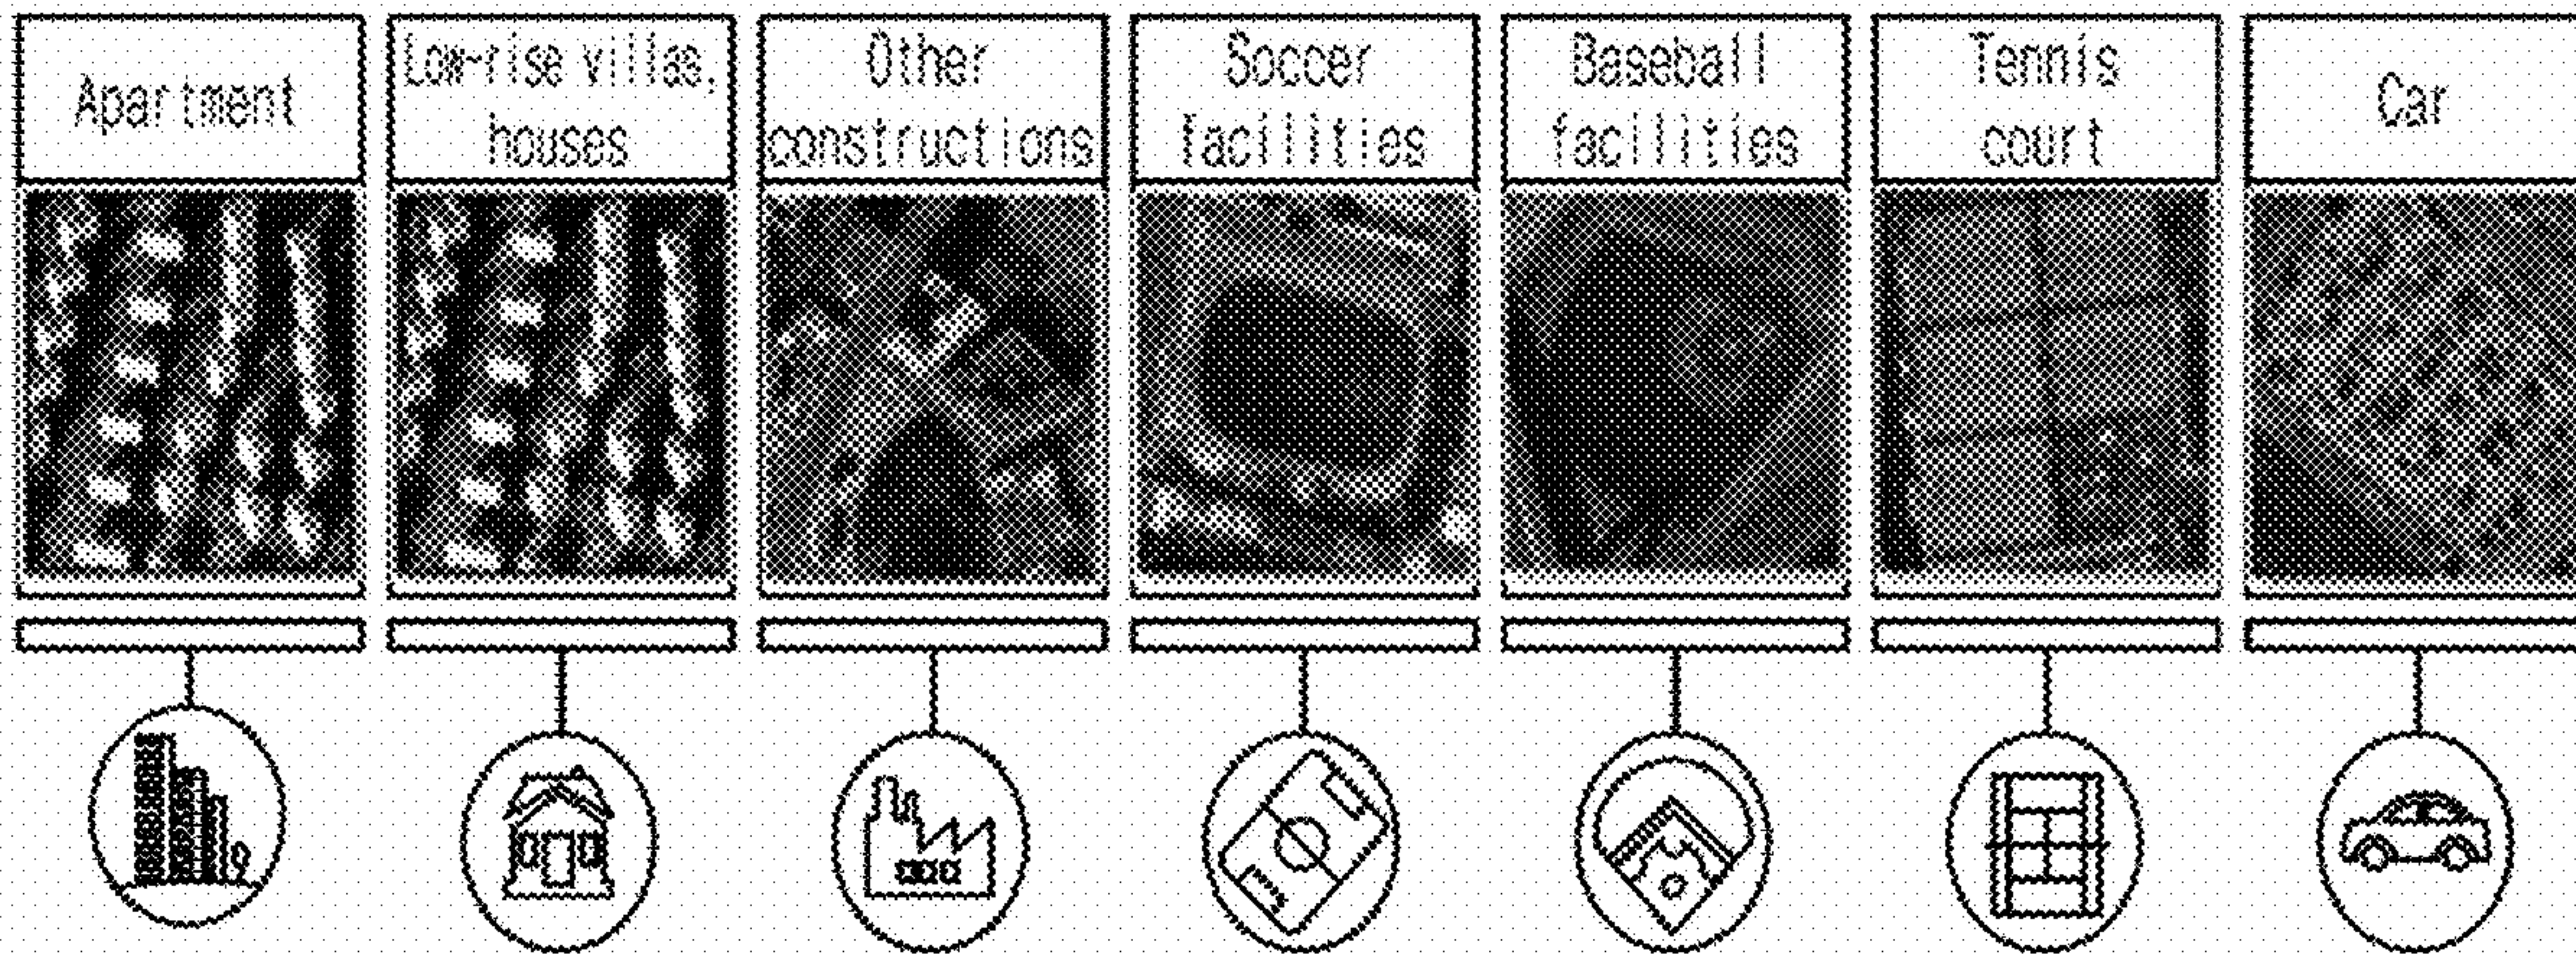 Apartment
Low-rise villas,
houses
Other
constructions
Soccer
facilities
Baseball
facilities
Tennis
court
Car